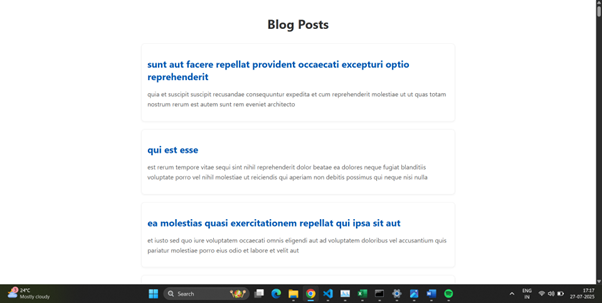 Blog Posts
sunt aut facere repellat provident occaecati excepturi optio
reprehenderit
quia et suscipit suscipit recusandae consequuntur expedita et cum reprehenderit molestiae ut ut quas totam
nostrum rerum est autem sunt rem eveniet architecto
qui est esse
est rerum tempore vitae sequi sint nihil reprehenderit dolor beatae ea dolores neque fugiat blanditiis
voluptate porro vel nihil molestiae ut reiciendis qui aperiam non debitis possimus qui neque nisi nulla
ea molestias quasi exercitationem repellat qui ipsa sit aut
et iusto sed quo iure voluptatem occaecati omnis eligendi aut ad voluptatem doloribus vel accusantium quis
pariatur molestiae porro eius odio et labore et velit aut
24°C
Mostly cloudy
Search
ENG
IN
17:17
27-07-2025